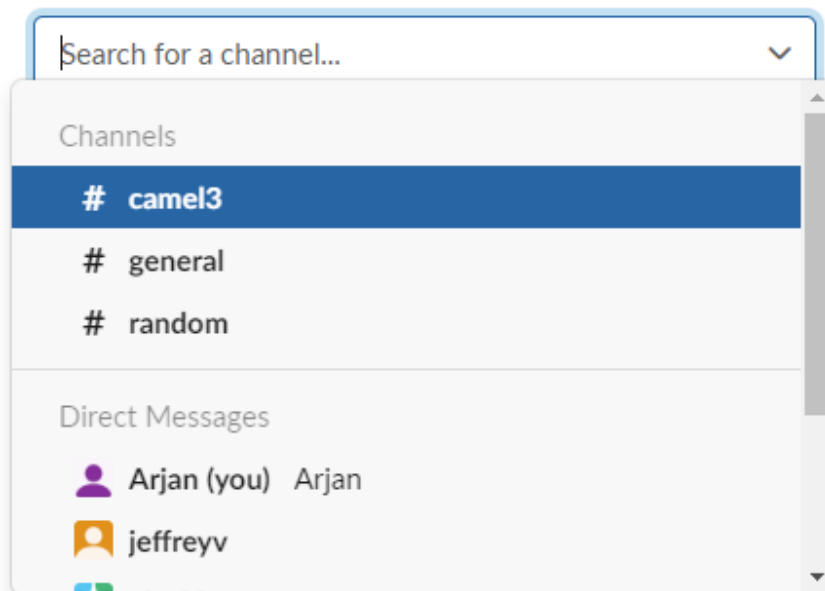 Search for a channel...
Channels
# camel3
# general
# random
Direct Messages
Arjan (you) Arjan
jeffreyv